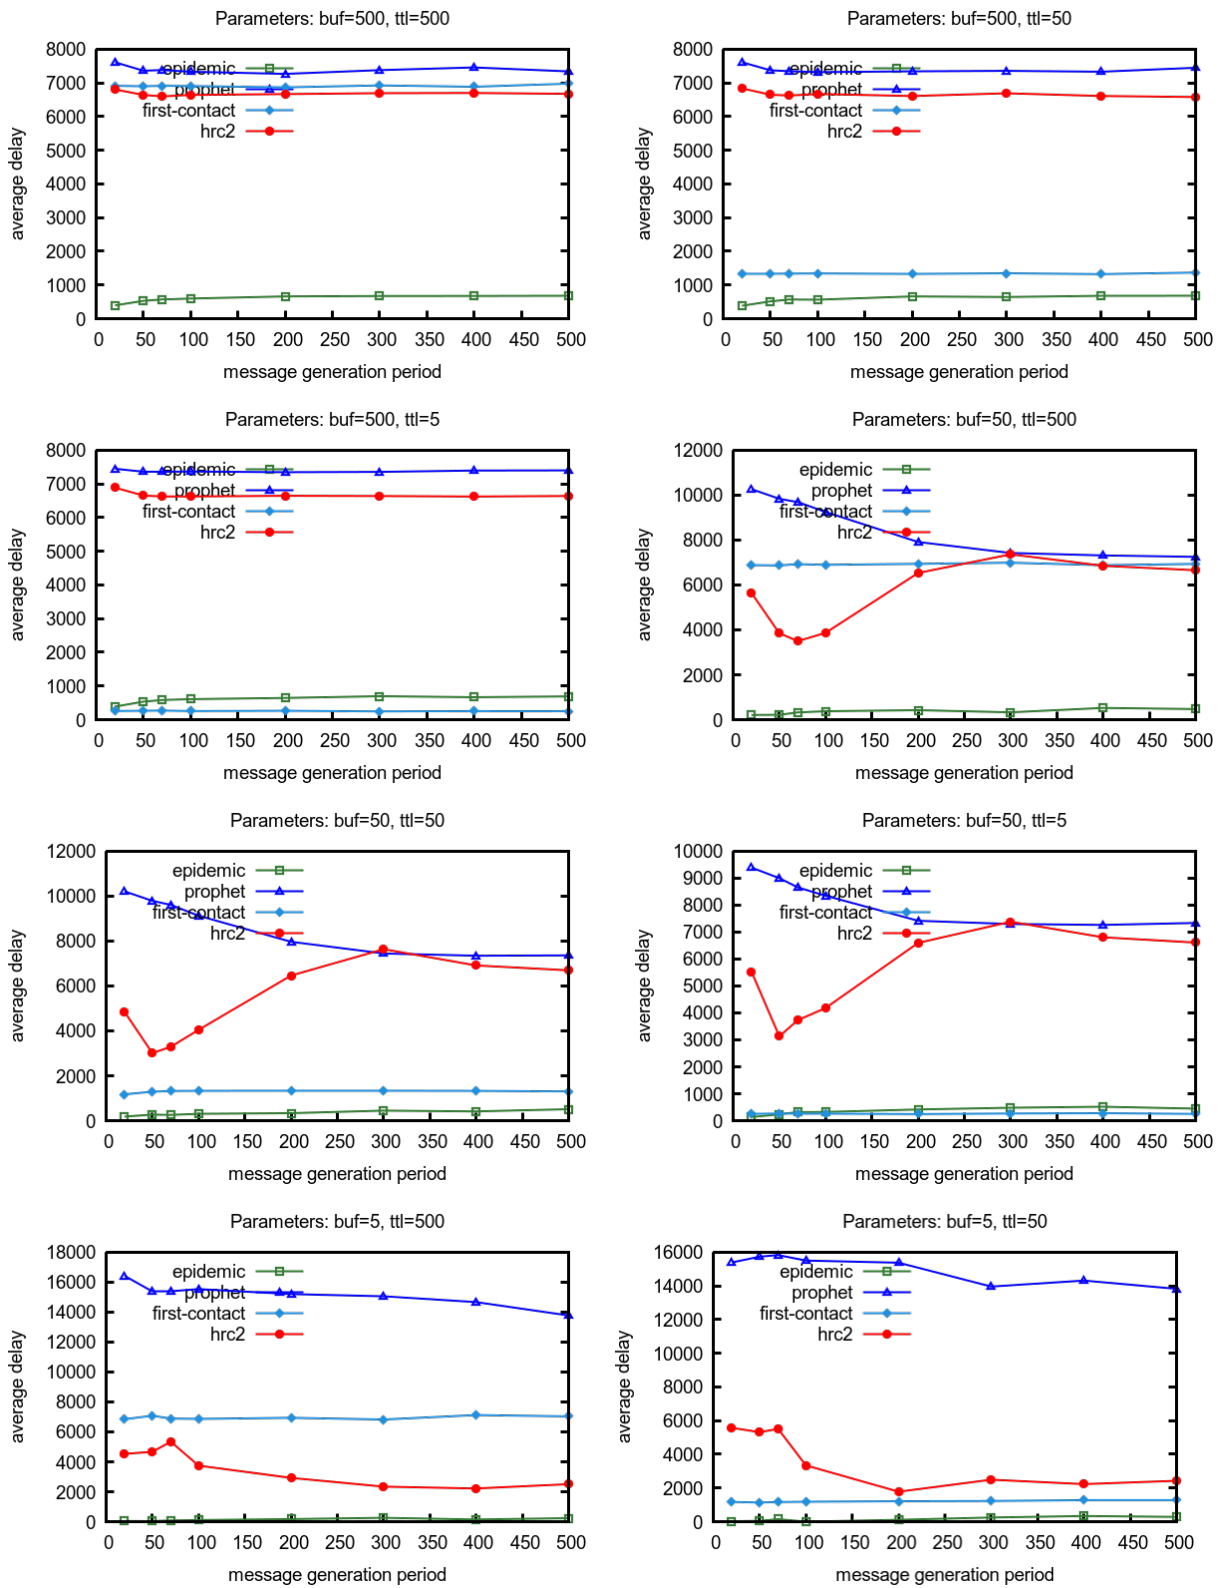 Parameters: buf=500, ttl=500
8000
7000
6000
5000
4000
3000
2000
1000
0
average delay
epidemic
prophet
first-contact
hrc2
0 50 100 150 200 250 300 350 400 450 500
message generation period
Parameters: buf=500, ttl=50
8000
7000
6000
5000
4000
3000
2000
1000
0
average delay
epidemic
prophet
first-contact
hrc2
0 50 100 150 200 250 300 350 400 450 500
message generation period
Parameters: buf=500, ttl=5
8000
7000
6000
5000
4000
3000
2000
1000
0
average delay
epidemic
prophet
first-contact
hrc2
0 50 100 150 200 250 300 350 400 450 500
message generation period
Parameters: buf=50, ttl=500
12000
10000
8000
6000
4000
2000
0
average delay
epidemic
prophet
first-contact
hrc2
0 50 100 150 200 250 300 350 400 450 500
message generation period
Parameters: buf=50, ttl=50
12000
10000
8000
6000
4000
2000
0
average delay
epidemic
prophet
first-contact
hrc2
0 50 100 150 200 250 300 350 400 450 500
message generation period
Parameters: buf=50, ttl=5
10000
9000
8000
7000
6000
5000
4000
3000
2000
1000
0
average delay
epidemic
prophet
first-contact
hrc2
0 50 100 150 200 250 300 350 400 450 500
message generation period
Parameters: buf=5, ttl=500
18000
16000
14000
12000
10000
8000
6000
4000
2000
0
average delay
epidemic
prophet
first-contact
hrc2
0 50 100 150 200 250 300 350 400 450 500
message generation period
Parameters: buf=5, ttl=50
16000
14000
12000
10000
8000
6000
4000
2000
0
average delay
epidemic
prophet
first-contact
hrc2
0 50 100 150 200 250 300 350 400 450 500
message generation period